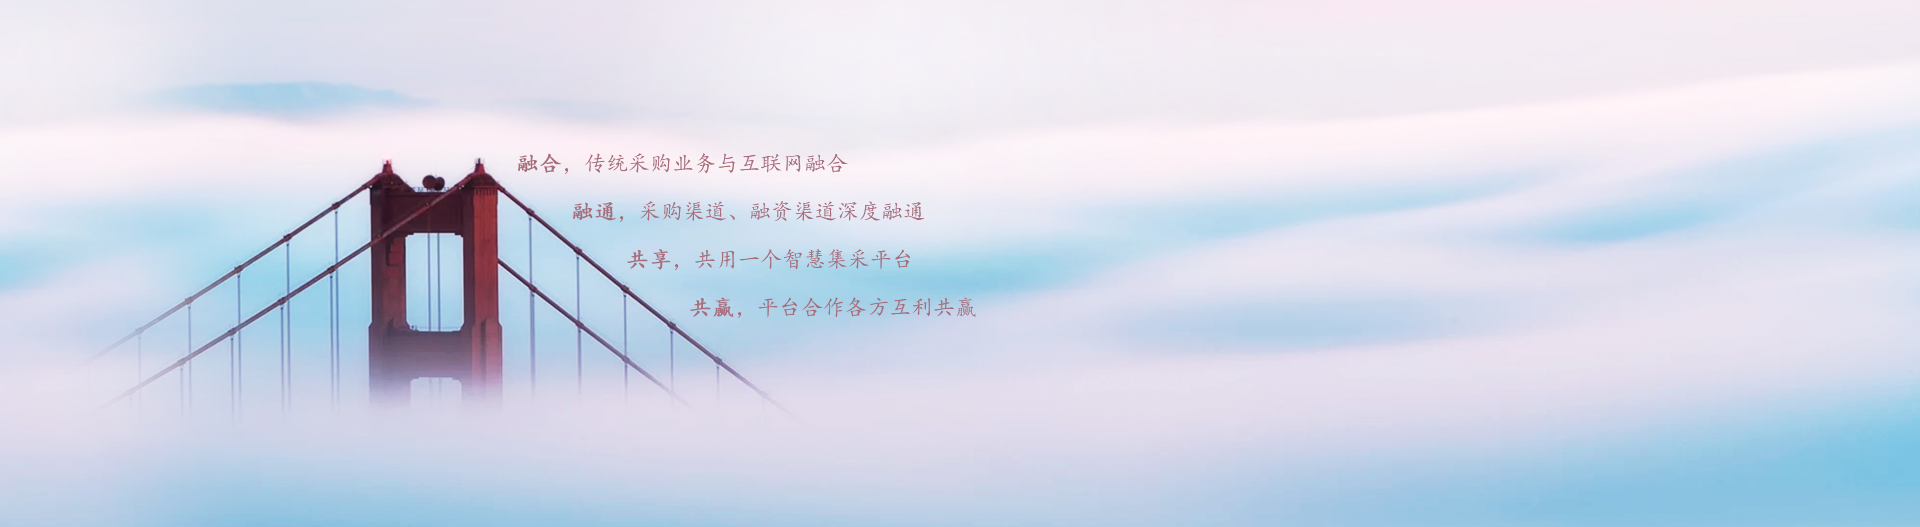 融合，传统采购业务与互联网融合
融通，采购渠道、融资渠道深度融通
共享，共用一个智慧集采平台
共赢，平台合作各方互利共赢